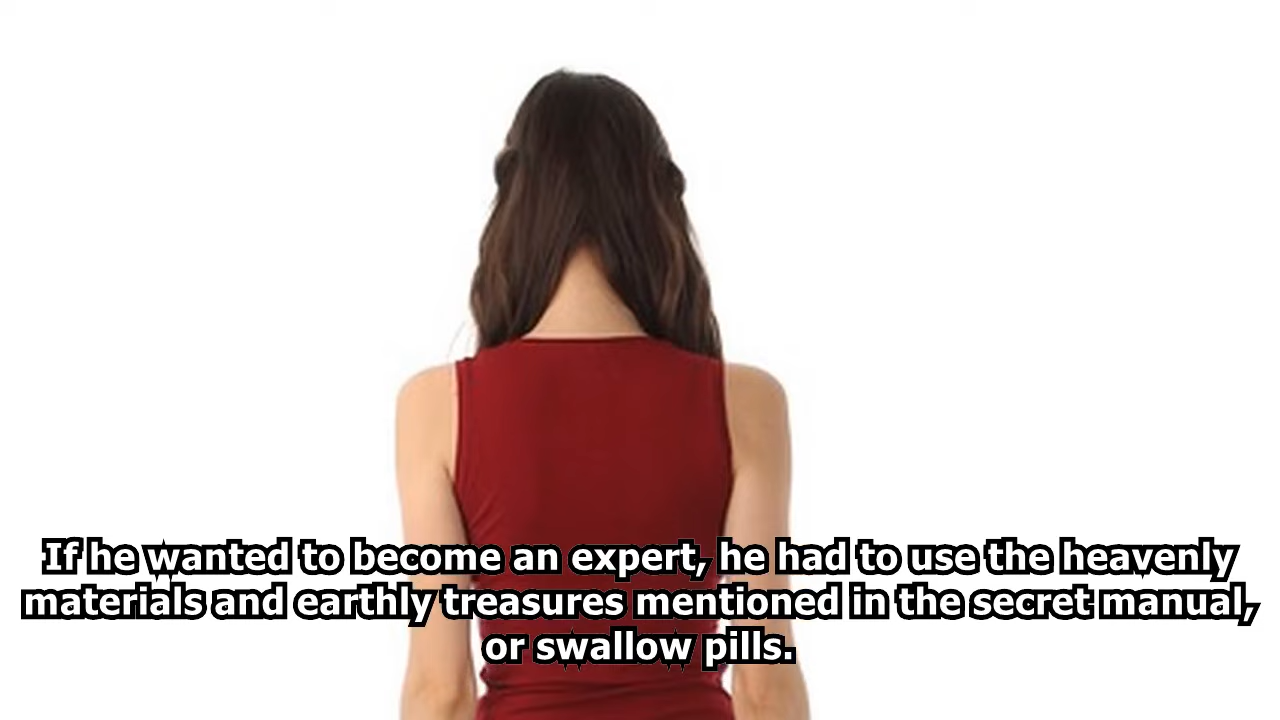 If he wanted to become an expert, he had to use the heavenly
materials and earthly treasures mentioned in the secret manual,
or swallow pills.